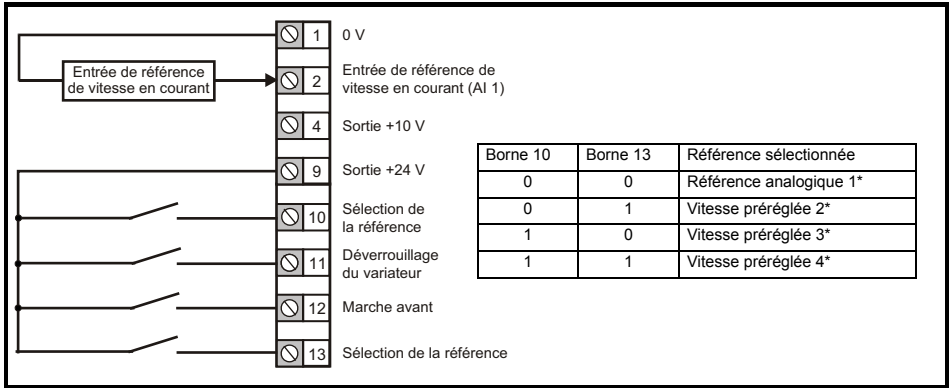 1 0 V
Entrée de référence
de vitesse en courant
2 Entrée de référence de
vitesse en courant (AI 1)
4 Sortie +10 V
9 Sortie +24 V
10 Sélection de
la référence
11 Déverrouillage
du variateur
12 Marche avant
13 Sélection de la référence
Borne 10 Borne 13 Référence sélectionnée
0 0 Référence analogique 1*
0 1 Vitesse préréglée 2*
1 0 Vitesse préréglée 3*
1 1 Vitesse préréglée 4*